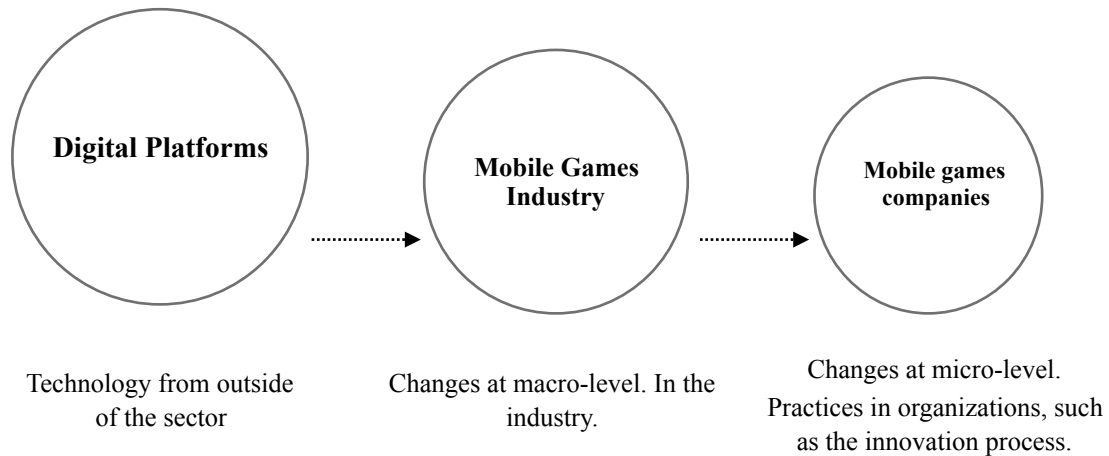 Digital Platforms
Mobile Games
Industry
Mobile games
companies
Technology from outside
of the sector
Changes at macro-level. In the
industry.
Changes at micro-level.
Practices in organizations, such
as the innovation process.